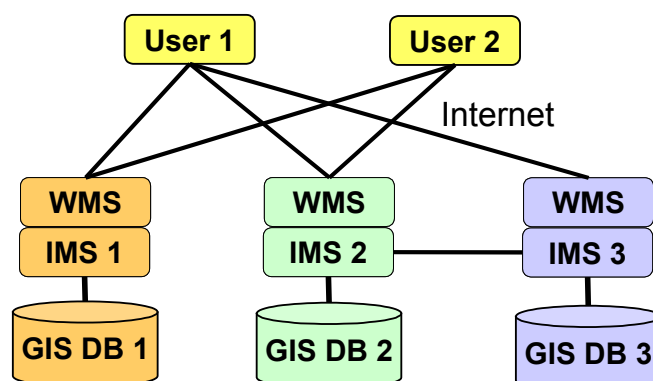 User 1
User 2
Internet
WMS
WMS
WMS
IMS 1
IMS 2
IMS 3
GIS DB 1
GIS DB 2
GIS DB 3